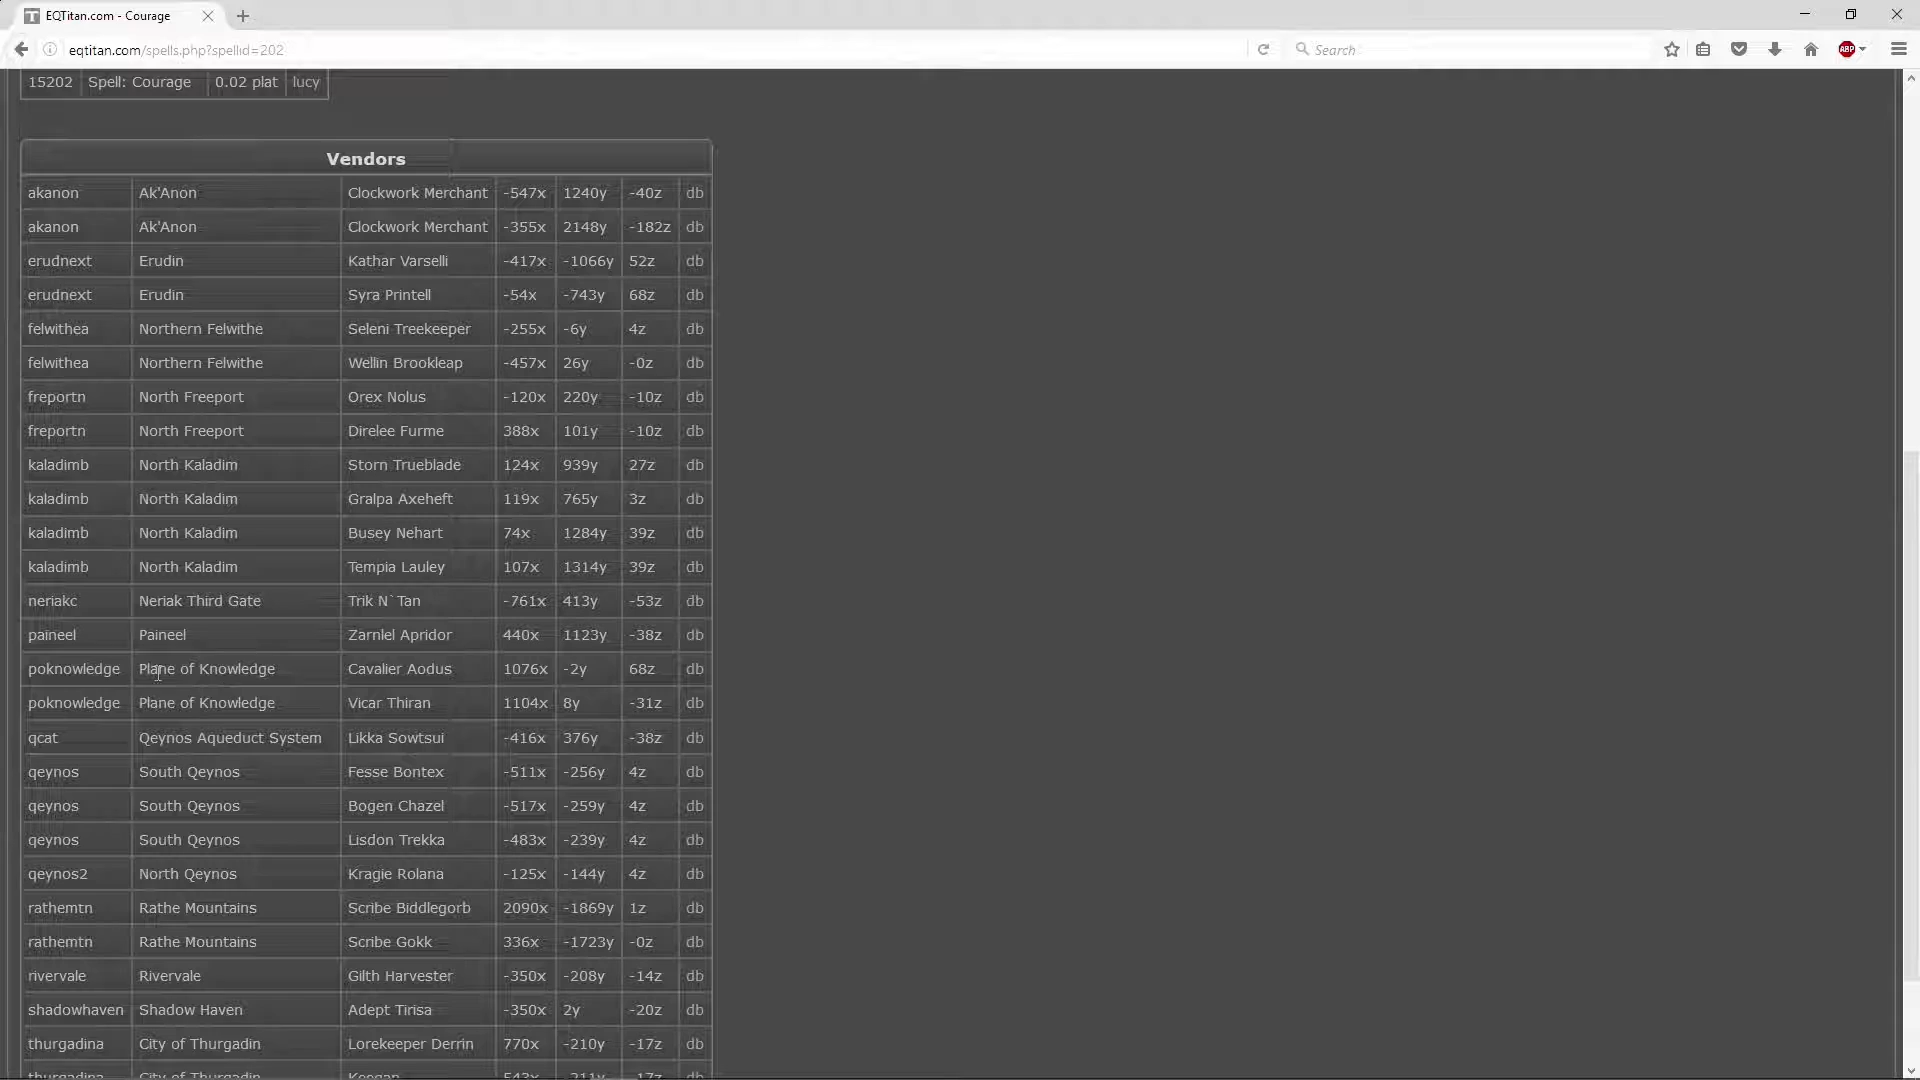 EQTitan.com - Courage
eqtitan.com/spells.php?spellid=202
Search
ABP
15202 Spell: Courage 0.02 plat lucy
Vendors
akanon Ak'Anon Clockwork Merchant -547x 1240y -40z db
akanon Ak'Anon Clockwork Merchant -355x 2148y -182z db
erudnext Erudin Kathar Varselli -417x -1066y 52z db
erudnext Erudin Syra Printell -54x -743y 68z db
felwithea Northern Felwithe Seleni Treekeeper -255x -6y 4z db
felwithea Northern Felwithe Wellin Brookleap -457x 26y -0z db
freportn North Freeport Orex Nolus -120x 220y -10z db
freportn North Freeport Direlee Furme 388x 101y -10z db
kaladimb North Kaladim Storn Trueblade 124x 939y 27z db
kaladimb North Kaladim Gralpa Axeheft 119x 765y 3z db
kaladimb North Kaladim Busey Nehart 74x 1284y 39z db
kaladimb North Kaladim Tempia Lauley 107x 1314y 39z db
neriakc Neriak Third Gate Trik N`Tan -761x 413y -53z db
paineel Paineel Zarnlel Apridor 440x 1123y -38z db
poknowledge Plane of Knowledge Cavalier Aodus 1076x -2y 68z db
poknowledge Plane of Knowledge Vicar Thiran 1104x 8y -31z db
qcat Qeynos Aqueduct System Likka Sowtsui -416x 376y -38z db
qeynos South Qeynos Fesse Bontex -511x -256y 4z db
qeynos South Qeynos Bogen Chazel -517x -259y 4z db
qeynos South Qeynos Lisdon Trekka -483x -239y 4z db
qeynos2 North Qeynos Kragie Rolana -125x -144y 4z db
rathemtn Rathe Mountains Scribe Biddlegorb 2090x -1869y 1z db
rathemtn Rathe Mountains Scribe Gokk 336x -1723y -0z db
rivervale Rivervale Gilth Harvester -350x -208y -14z db
shadowhaven Shadow Haven Adept Tirisa -350x 2y -20z db
thurgadina City of Thurgadin Lorekeeper Derrin 770x -210y -17z db
thurgadina City of Thurgadin Keegan 543x -211y -17z db